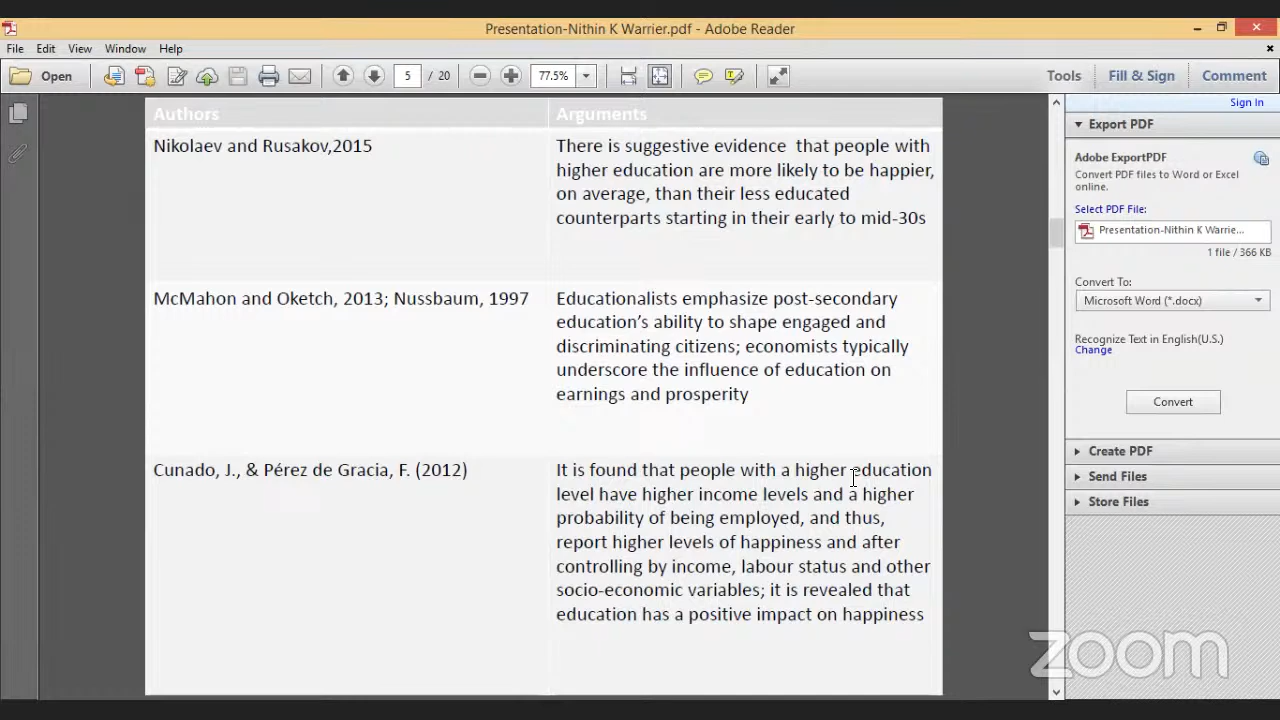 Presentation-Nithin K Warrier.pdf - Adobe Reader
File Edit View Window Help
Open 5 / 20 77.5% Tools Fill & Sign Comment
Sign In
Authors Arguments
Nikolaev and Rusakov,2015
There is suggestive evidence that people with
higher education are more likely to be happier,
on average, than their less educated
counterparts starting in their early to mid-30s
McMahon and Oketch, 2013; Nussbaum, 1997
Educationalists emphasize post-secondary
education’s ability to shape engaged and
discriminating citizens; economists typically
underscore the influence of education on
earnings and prosperity
Cunado, J., & Pérez de Gracia, F. (2012)
It is found that people with a higher education
level have higher income levels and a higher
probability of being employed, and thus,
report higher levels of happiness and after
controlling by income, labour status and other
socio-economic variables; it is revealed that
education has a positive impact on happiness
Export PDF
Adobe ExportPDF
Convert PDF files to Word or Excel
online.
Select PDF File:
Presentation-Nithin K Warrie...
1 file / 366 KB
Convert To:
Microsoft Word (*.docx)
Recognize Text in English(U.S.)
Change
Convert
Create PDF
Send Files
Store Files
zoom